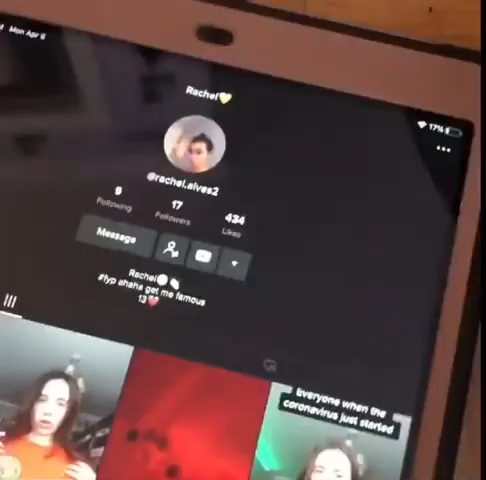 Mon Apr 6
17%
Rachel💛
@rachel.alves2
9 17 434
Following Followers Likes
Message
Rachel
#fyp ahaha get me famous
13❤️
Everyone when the
coronavirus just started